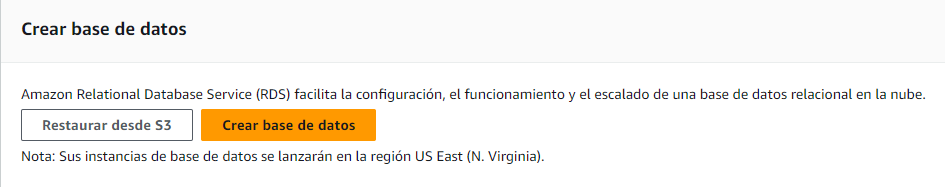 Crear base de datos
Amazon Relational Database Service (RDS) facilita la configuración, el funcionamiento y el escalado de una base de datos relacional en la nube.
Restaurar desde S3
Crear base de datos
Nota: Sus instancias de base de datos se lanzarán en la región US East (N. Virginia).